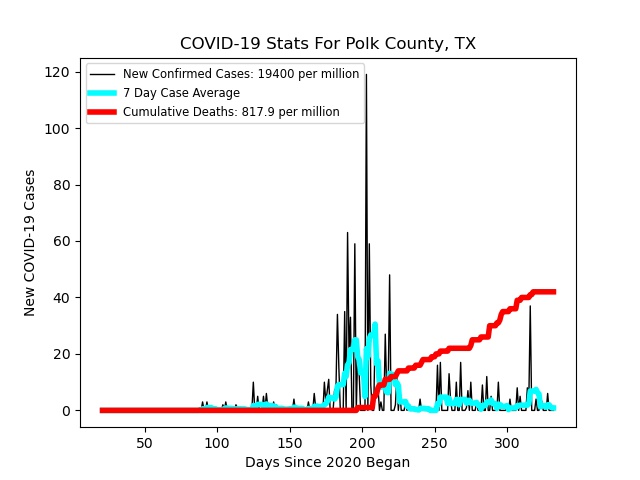 COVID-19 Stats For Polk County, TX
New Confirmed Cases: 19400 per million
7 Day Case Average
Cumulative Deaths: 817.9 per million
New COVID-19 Cases
120
100
80
60
40
20
0
50 100 150 200 250 300
Days Since 2020 Began